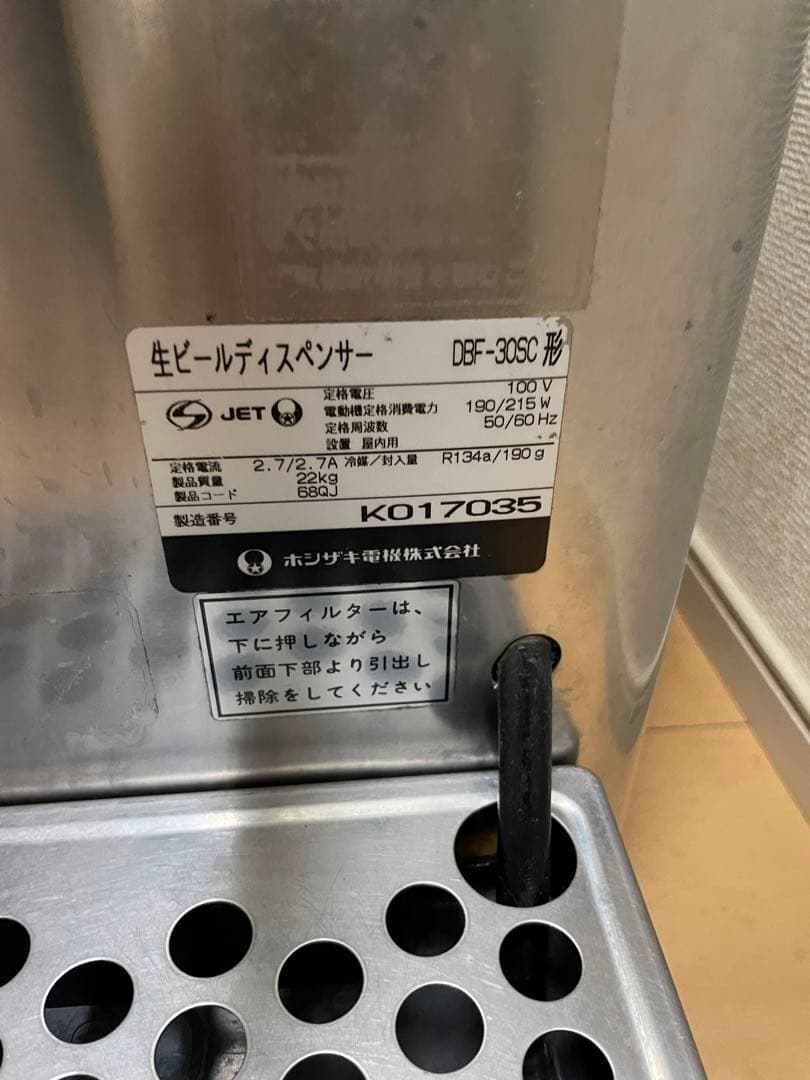 生ビールディスペンサー DBF-30SC 形
JET
定格電圧 100 V
電動機定格消費電力 190/215 W
定格周波数 50/60 Hz
設置 屋内用
定格電流 2.7/2.7A 冷媒/封入量 R134a/190g
製品質量 22kg
製品コード 68QJ
製造番号 K017035
ホシザキ電機株式会社
エアフィルターは、
下に押しながら
前面下部より引出し
掃除をしてください